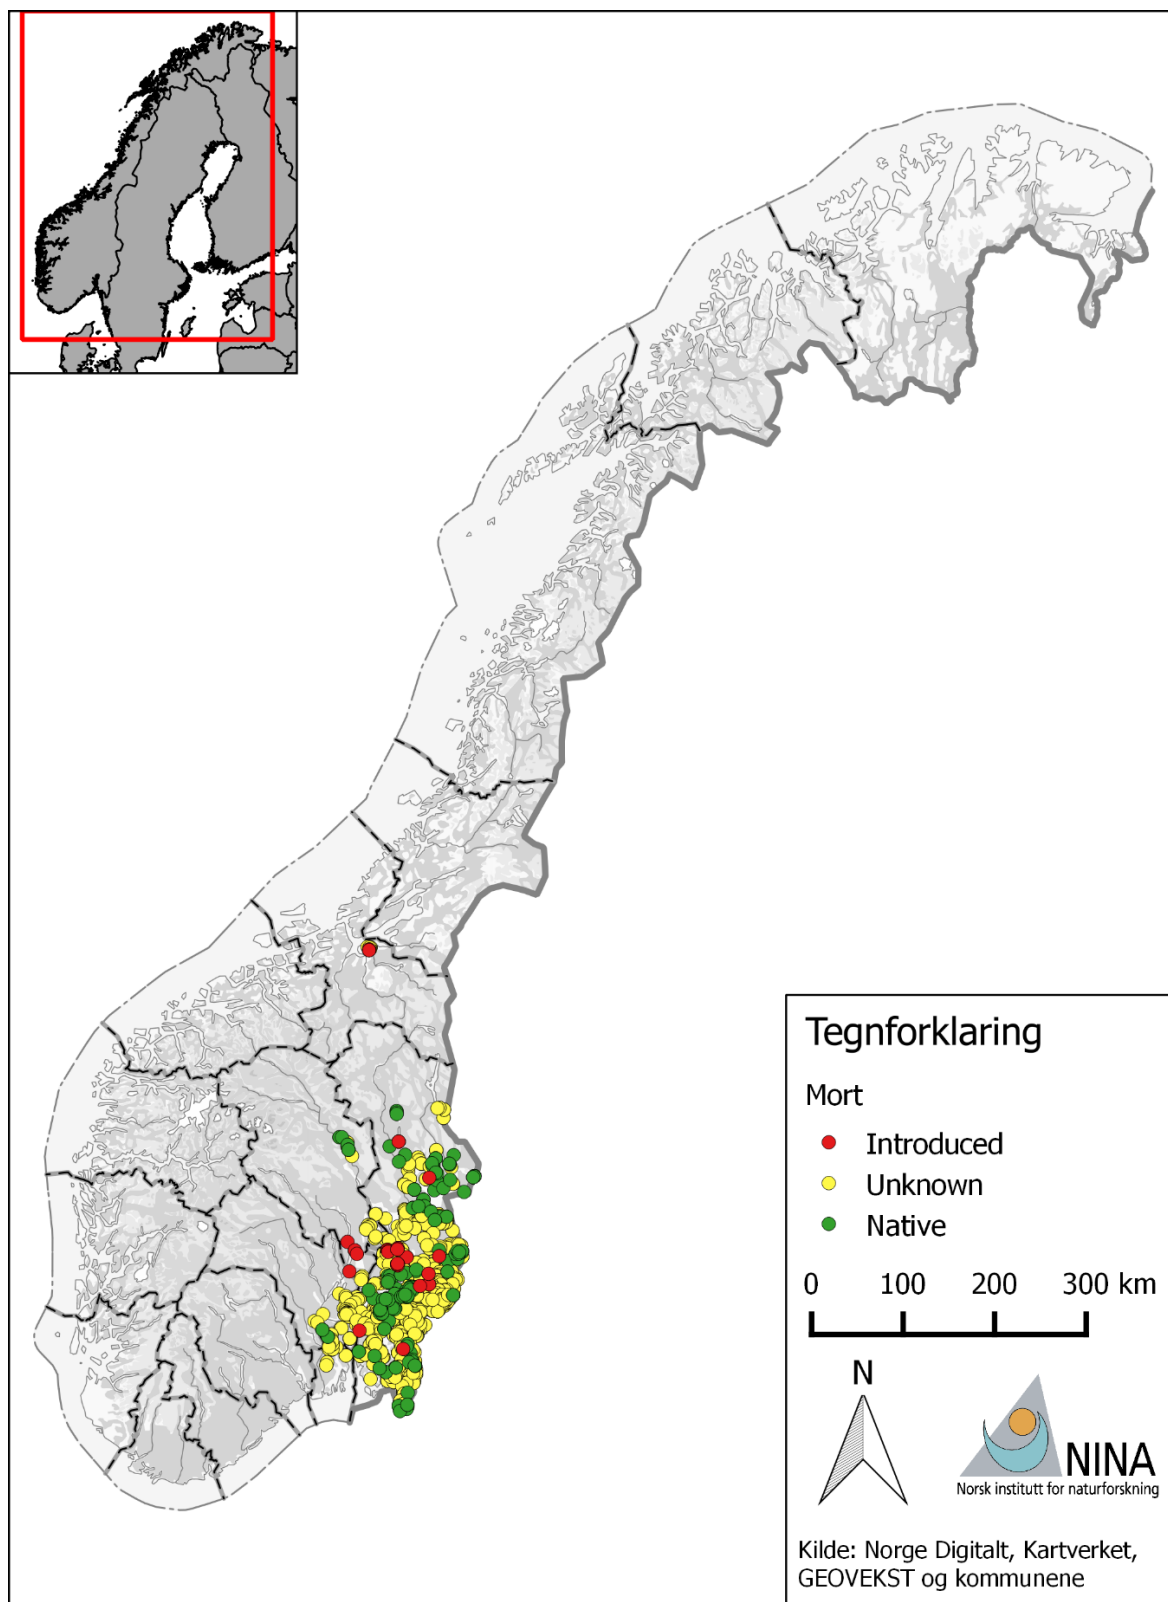 Tegnforklaring
Mort
Introduced
Unknown
Native
0 100 200 300 km
N
NINA
Norsk institutt for naturforskning
Kilde: Norge Digitalt, Kartverket,
GEOVEKST og kommunene